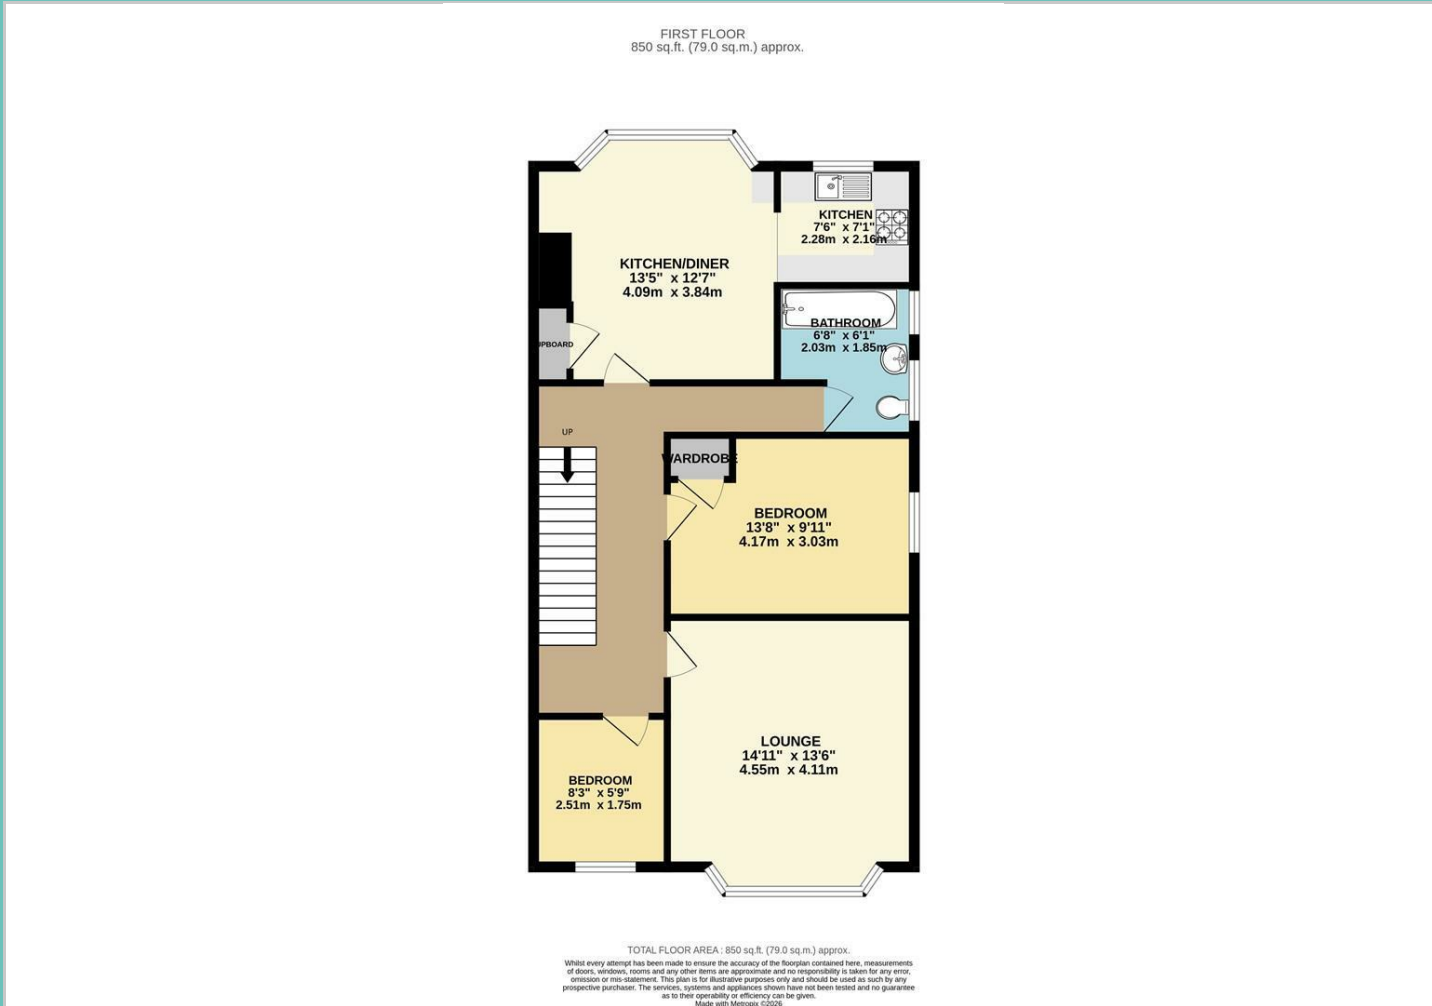 FIRST FLOOR
850 sq.ft. (79.0 sq.m.) approx.
KITCHEN
7'6" x 7'1"
2.28m x 2.16m
KITCHEN/DINER
13'5" x 12'7"
4.09m x 3.84m
BATHROOM
6'8" x 6'1"
2.03m x 1.85m
UPBOARD
UP
WARDROBE
BEDROOM
13'8" x 9'11"
4.17m x 3.03m
LOUNGE
14'11" x 13'6"
4.55m x 4.11m
BEDROOM
8'3" x 5'9"
2.51m x 1.75m
TOTAL FLOOR AREA : 850 sq.ft. (79.0 sq.m.) approx.
Whilst every attempt has been made to ensure the accuracy of the floorplan contained here, measurements
of doors, windows, rooms and any other items are approximate and no responsibility is taken for any error,
omission or mis-statement. This plan is for illustrative purposes only and should be used as such by any
prospective purchaser. The services, systems and appliances shown have not been tested and no guarantee
as to their operability or efficiency can be given.
Made with Metropix ©2026